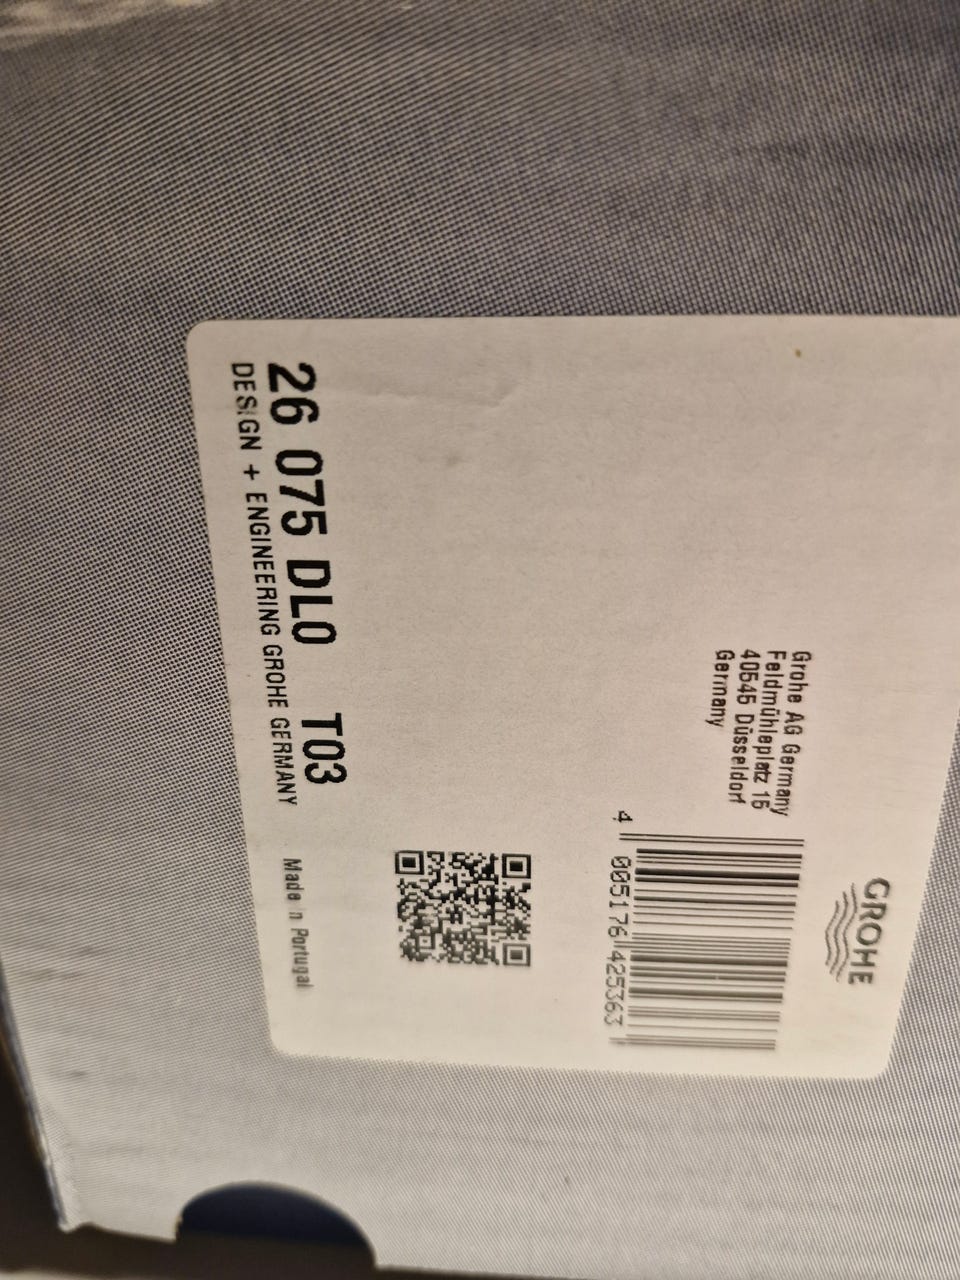 GROHE
Grohe AG Germany
Feldmühleplatz 15
40545 Düsseldorf
Germany
4 005176 425363
26 075 DL0 T03
DESIGN + ENGINEERING GROHE GERMANY
Made in Portugal